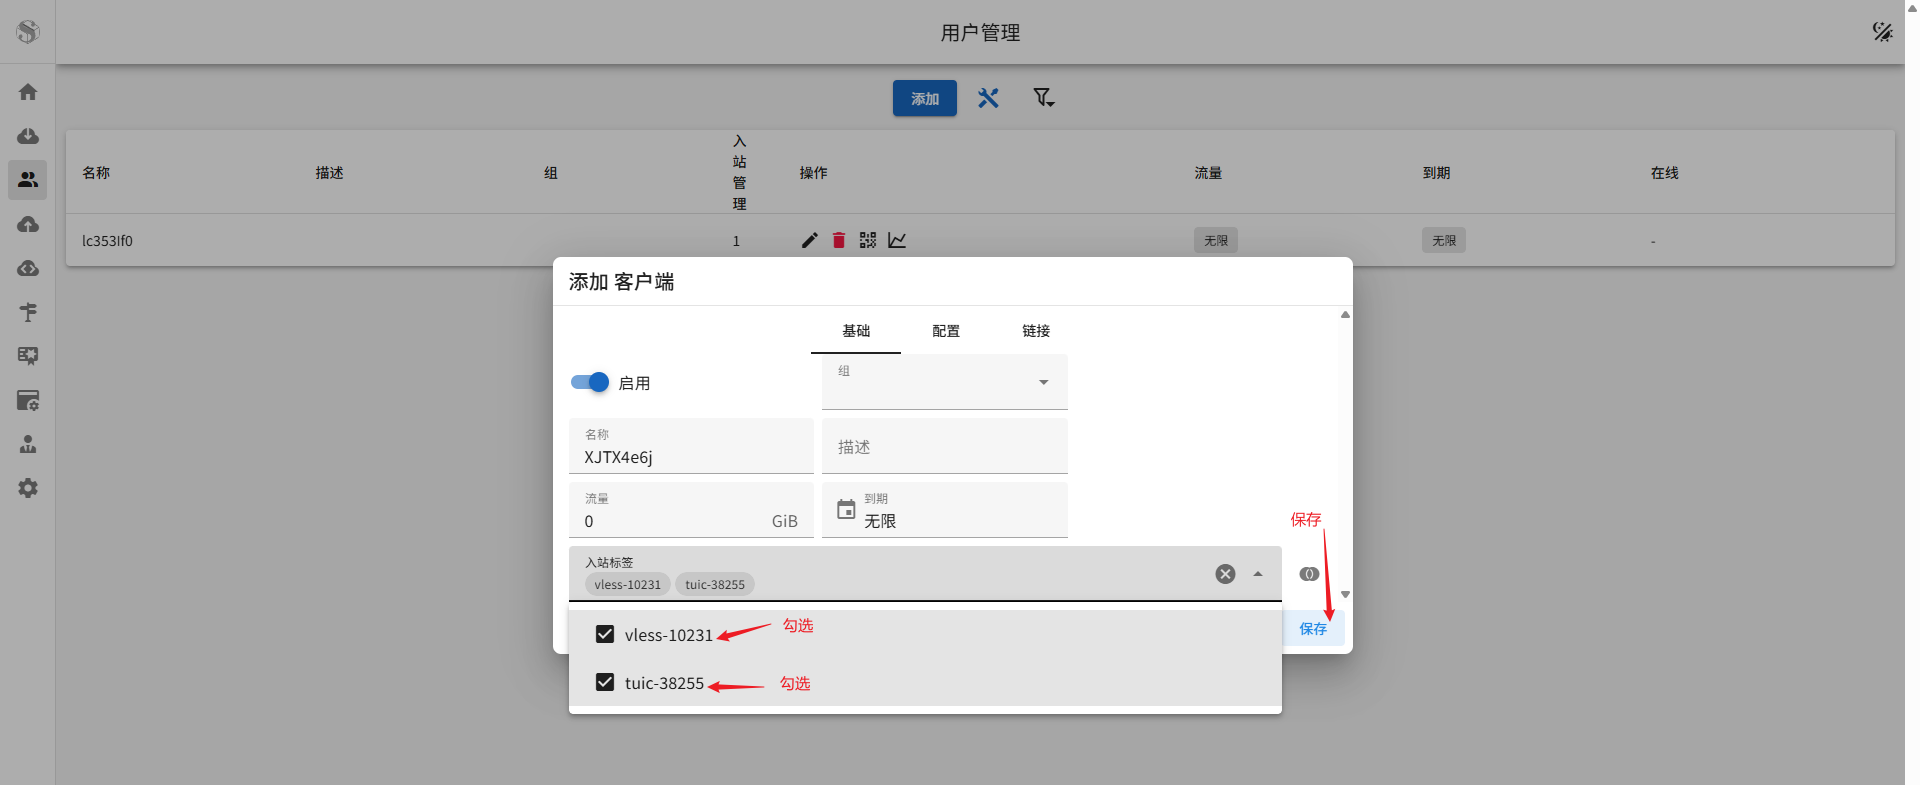 用户管理
添加
名称 描述 组 入站管理 操作 流量 到期 在线
lc353lf0 1 无限 无限 -
添加 客户端
基础 配置 链接
启用 组
名称
XJTX4e6j
描述
流量
0 GiB
到期
无限
保存
入站标签
vless-10231 tuic-38255
vless-10231 勾选
保存
tuic-38255 勾选